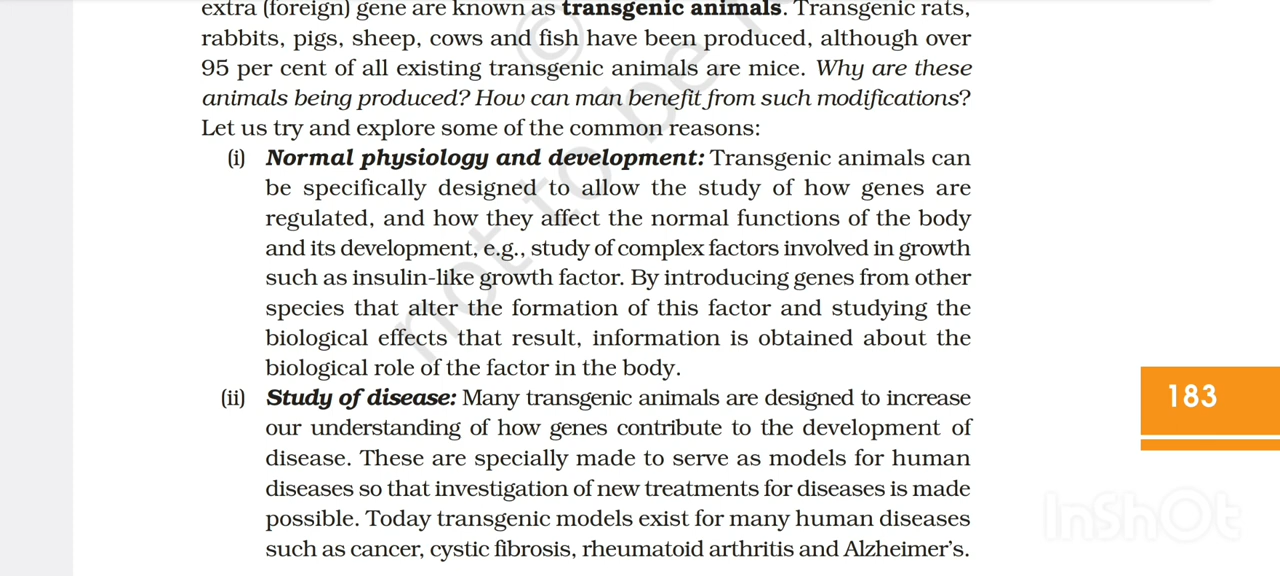 extra (foreign) gene are known as transgenic animals. Transgenic rats,
rabbits, pigs, sheep, cows and fish have been produced, although over
95 per cent of all existing transgenic animals are mice. Why are these
animals being produced? How can man benefit from such modifications?
Let us try and explore some of the common reasons:
(i) Normal physiology and development: Transgenic animals can
be specifically designed to allow the study of how genes are
regulated, and how they affect the normal functions of the body
and its development, e.g., study of complex factors involved in growth
such as insulin-like growth factor. By introducing genes from other
species that alter the formation of this factor and studying the
biological effects that result, information is obtained about the
biological role of the factor in the body.
(ii) Study of disease: Many transgenic animals are designed to increase
our understanding of how genes contribute to the development of
disease. These are specially made to serve as models for human
diseases so that investigation of new treatments for diseases is made
possible. Today transgenic models exist for many human diseases
such as cancer, cystic fibrosis, rheumatoid arthritis and Alzheimer's.
183
© not to be
InShOt